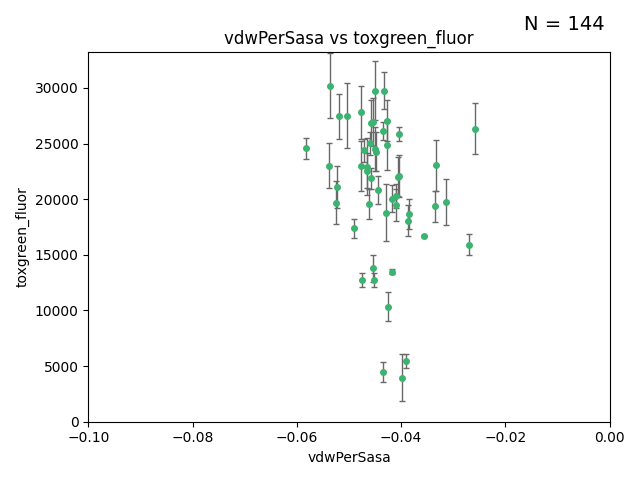 N = 144
vdwPerSasa vs toxgreen_fluor
30000
25000
20000
15000
10000
5000
0
toxgreen_fluor
−0.10 −0.08 −0.06 −0.04 −0.02 0.00
vdwPerSasa